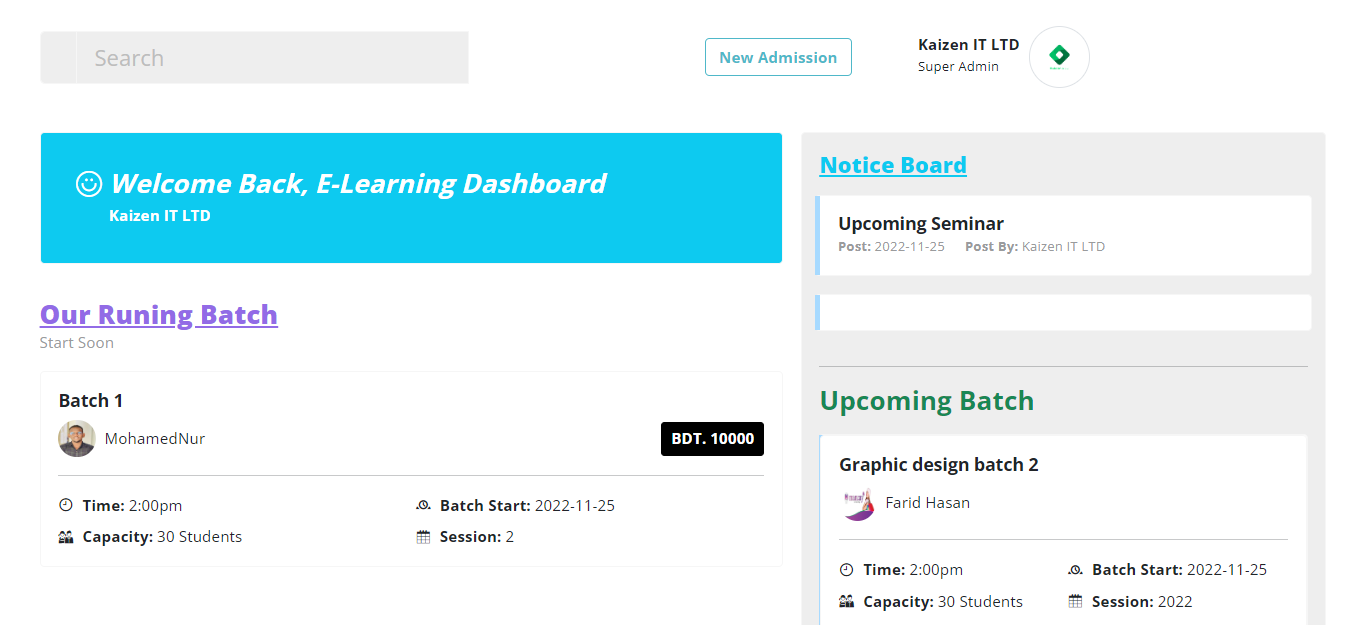 Search
New Admission
Kaizen IT LTD
Super Admin
Welcome Back, E-Learning Dashboard
Kaizen IT LTD
Our Runing Batch
Start Soon
Batch 1
MohamedNur
BDT. 10000
Time: 2:00pm
Batch Start: 2022-11-25
Capacity: 30 Students
Session: 2
Notice Board
Upcoming Seminar
Post: 2022-11-25 Post By: Kaizen IT LTD
Upcoming Batch
Graphic design batch 2
Farid Hasan
Time: 2:00pm
Batch Start: 2022-11-25
Capacity: 30 Students
Session: 2022